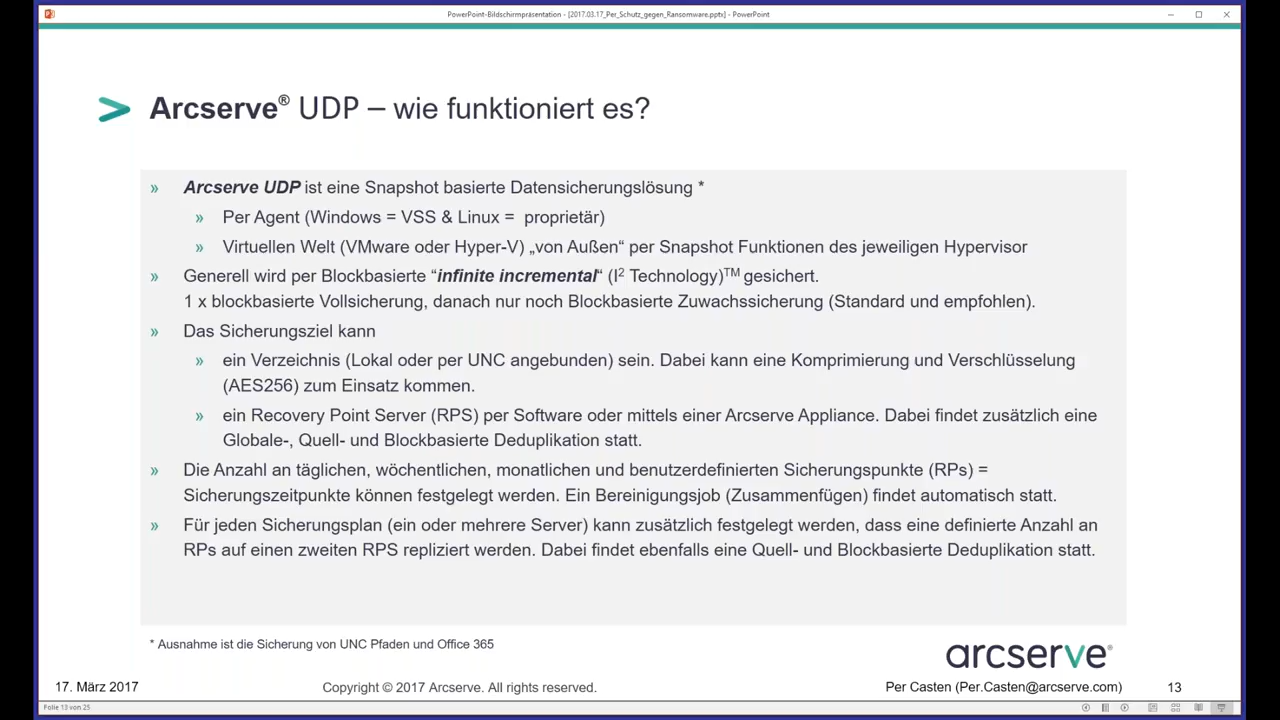 PowerPoint-Bildschirmpräsentation - [2017.03.17_Per_Schutz_gegen_Ransomware.pptx] - PowerPoint
Arcserve® UDP – wie funktioniert es?
» Arcserve UDP ist eine Snapshot basierte Datensicherungslösung *
» Per Agent (Windows = VSS & Linux = proprietär)
» Virtuellen Welt (VMware oder Hyper-V) „von Außen“ per Snapshot Funktionen des jeweiligen Hypervisor
» Generell wird per Blockbasierte “infinite incremental“ (I² Technology)™ gesichert.
1 x blockbasierte Vollsicherung, danach nur noch Blockbasierte Zuwachssicherung (Standard und empfohlen).
» Das Sicherungsziel kann
» ein Verzeichnis (Lokal oder per UNC angebunden) sein. Dabei kann eine Komprimierung und Verschlüsselung
(AES256) zum Einsatz kommen.
» ein Recovery Point Server (RPS) per Software oder mittels einer Arcserve Appliance. Dabei findet zusätzlich eine
Globale-, Quell- und Blockbasierte Deduplikation statt.
» Die Anzahl an täglichen, wöchentlichen, monatlichen und benutzerdefinierten Sicherungspunkte (RPs) =
Sicherungszeitpunkte können festgelegt werden. Ein Bereinigungsjob (Zusammenfügen) findet automatisch statt.
» Für jeden Sicherungsplan (ein oder mehrere Server) kann zusätzlich festgelegt werden, dass eine definierte Anzahl an
RPs auf einen zweiten RPS repliziert werden. Dabei findet ebenfalls eine Quell- und Blockbasierte Deduplikation statt.
* Ausnahme ist die Sicherung von UNC Pfaden und Office 365
arcserve®
17. März 2017
Copyright © 2017 Arcserve. All rights reserved.
Per Casten (Per.Casten@arcserve.com)
13
Folie 13 von 25